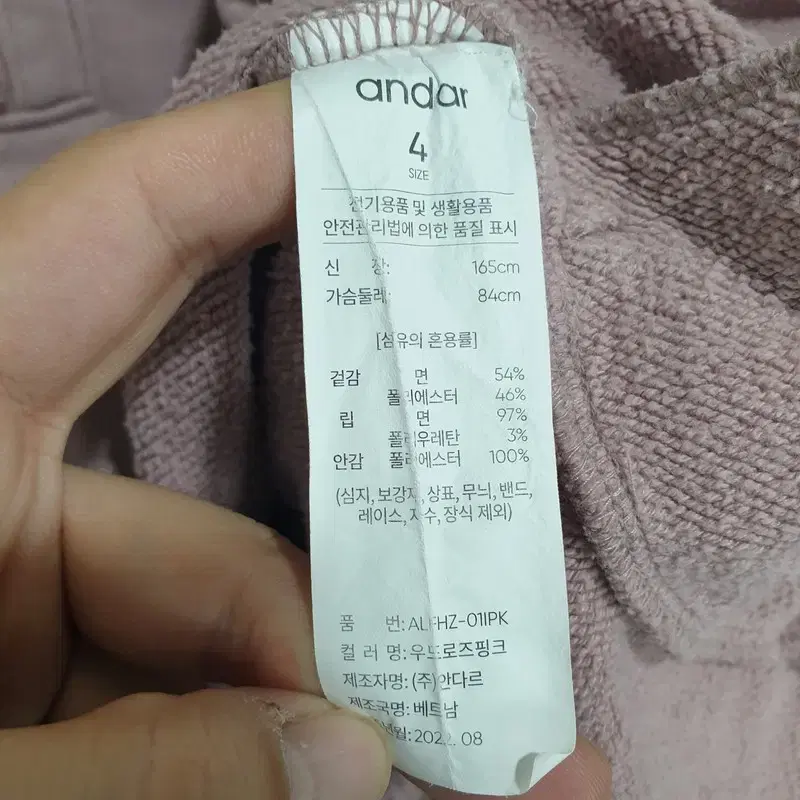 andar
4
SIZE
전기용품 및 생활용품
안전관리법에 의한 품질 표시
신 장: 165cm
가슴둘레: 84cm
[섬유의 혼용률]
겉감 면 54%
폴리에스터 46%
립 면 97%
폴리우레탄 3%
안감 폴리에스터 100%
(심지, 보강재, 상표, 무늬, 밴드,
레이스, 자수, 장식 제외)
품 번:
컬 러 명: 우드로즈핑크
제조자명: (주)안다르
제조국명: 베트남
08